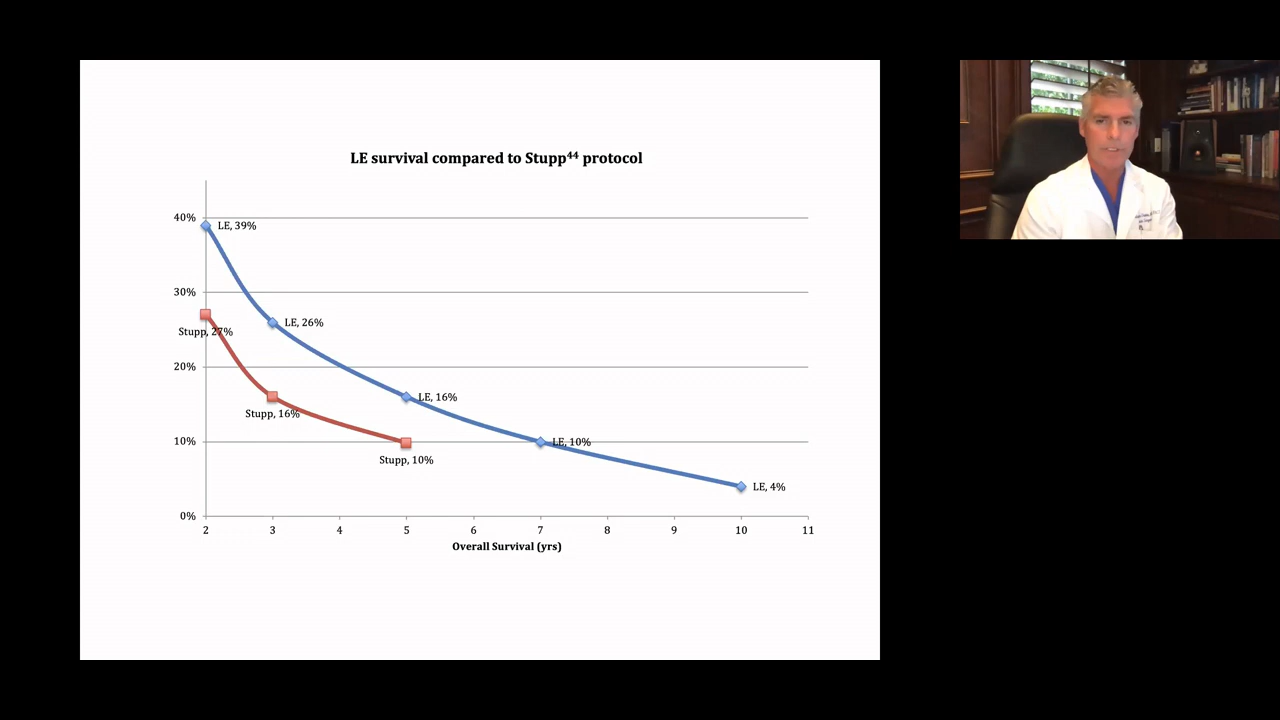 LE survival compared to Stupp⁴⁴ protocol
40%
LE, 39%
30%
LE, 26%
Stupp, 27%
20%
LE, 16%
Stupp, 16%
10%
LE, 10%
Stupp, 10%
LE, 4%
0%
2 3 4 5 6 7 8 9 10 11
Overall Survival (yrs)